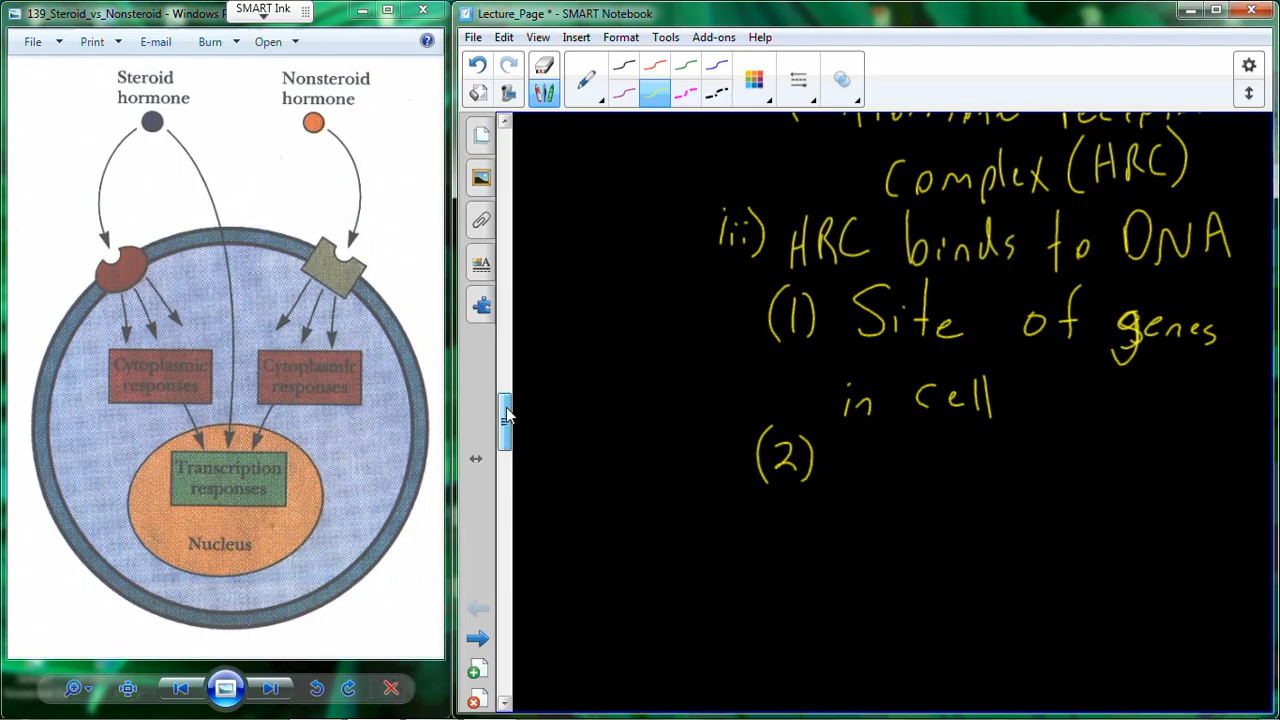 139_Steroid_vs_Nonsteroid - Windows P
SMART Ink
File Print E-mail Burn Open
Steroid
hormone
Nonsteroid
hormone
Cytoplasmic
responses
Cytoplasmic
responses
Transcription
responses
Nucleus
Lecture_Page * - SMART Notebook
File Edit View Insert Format Tools Add-ons Help
complex (HRC)
iii) HRC binds to DNA
(1) Site of genes
in cell
(2)